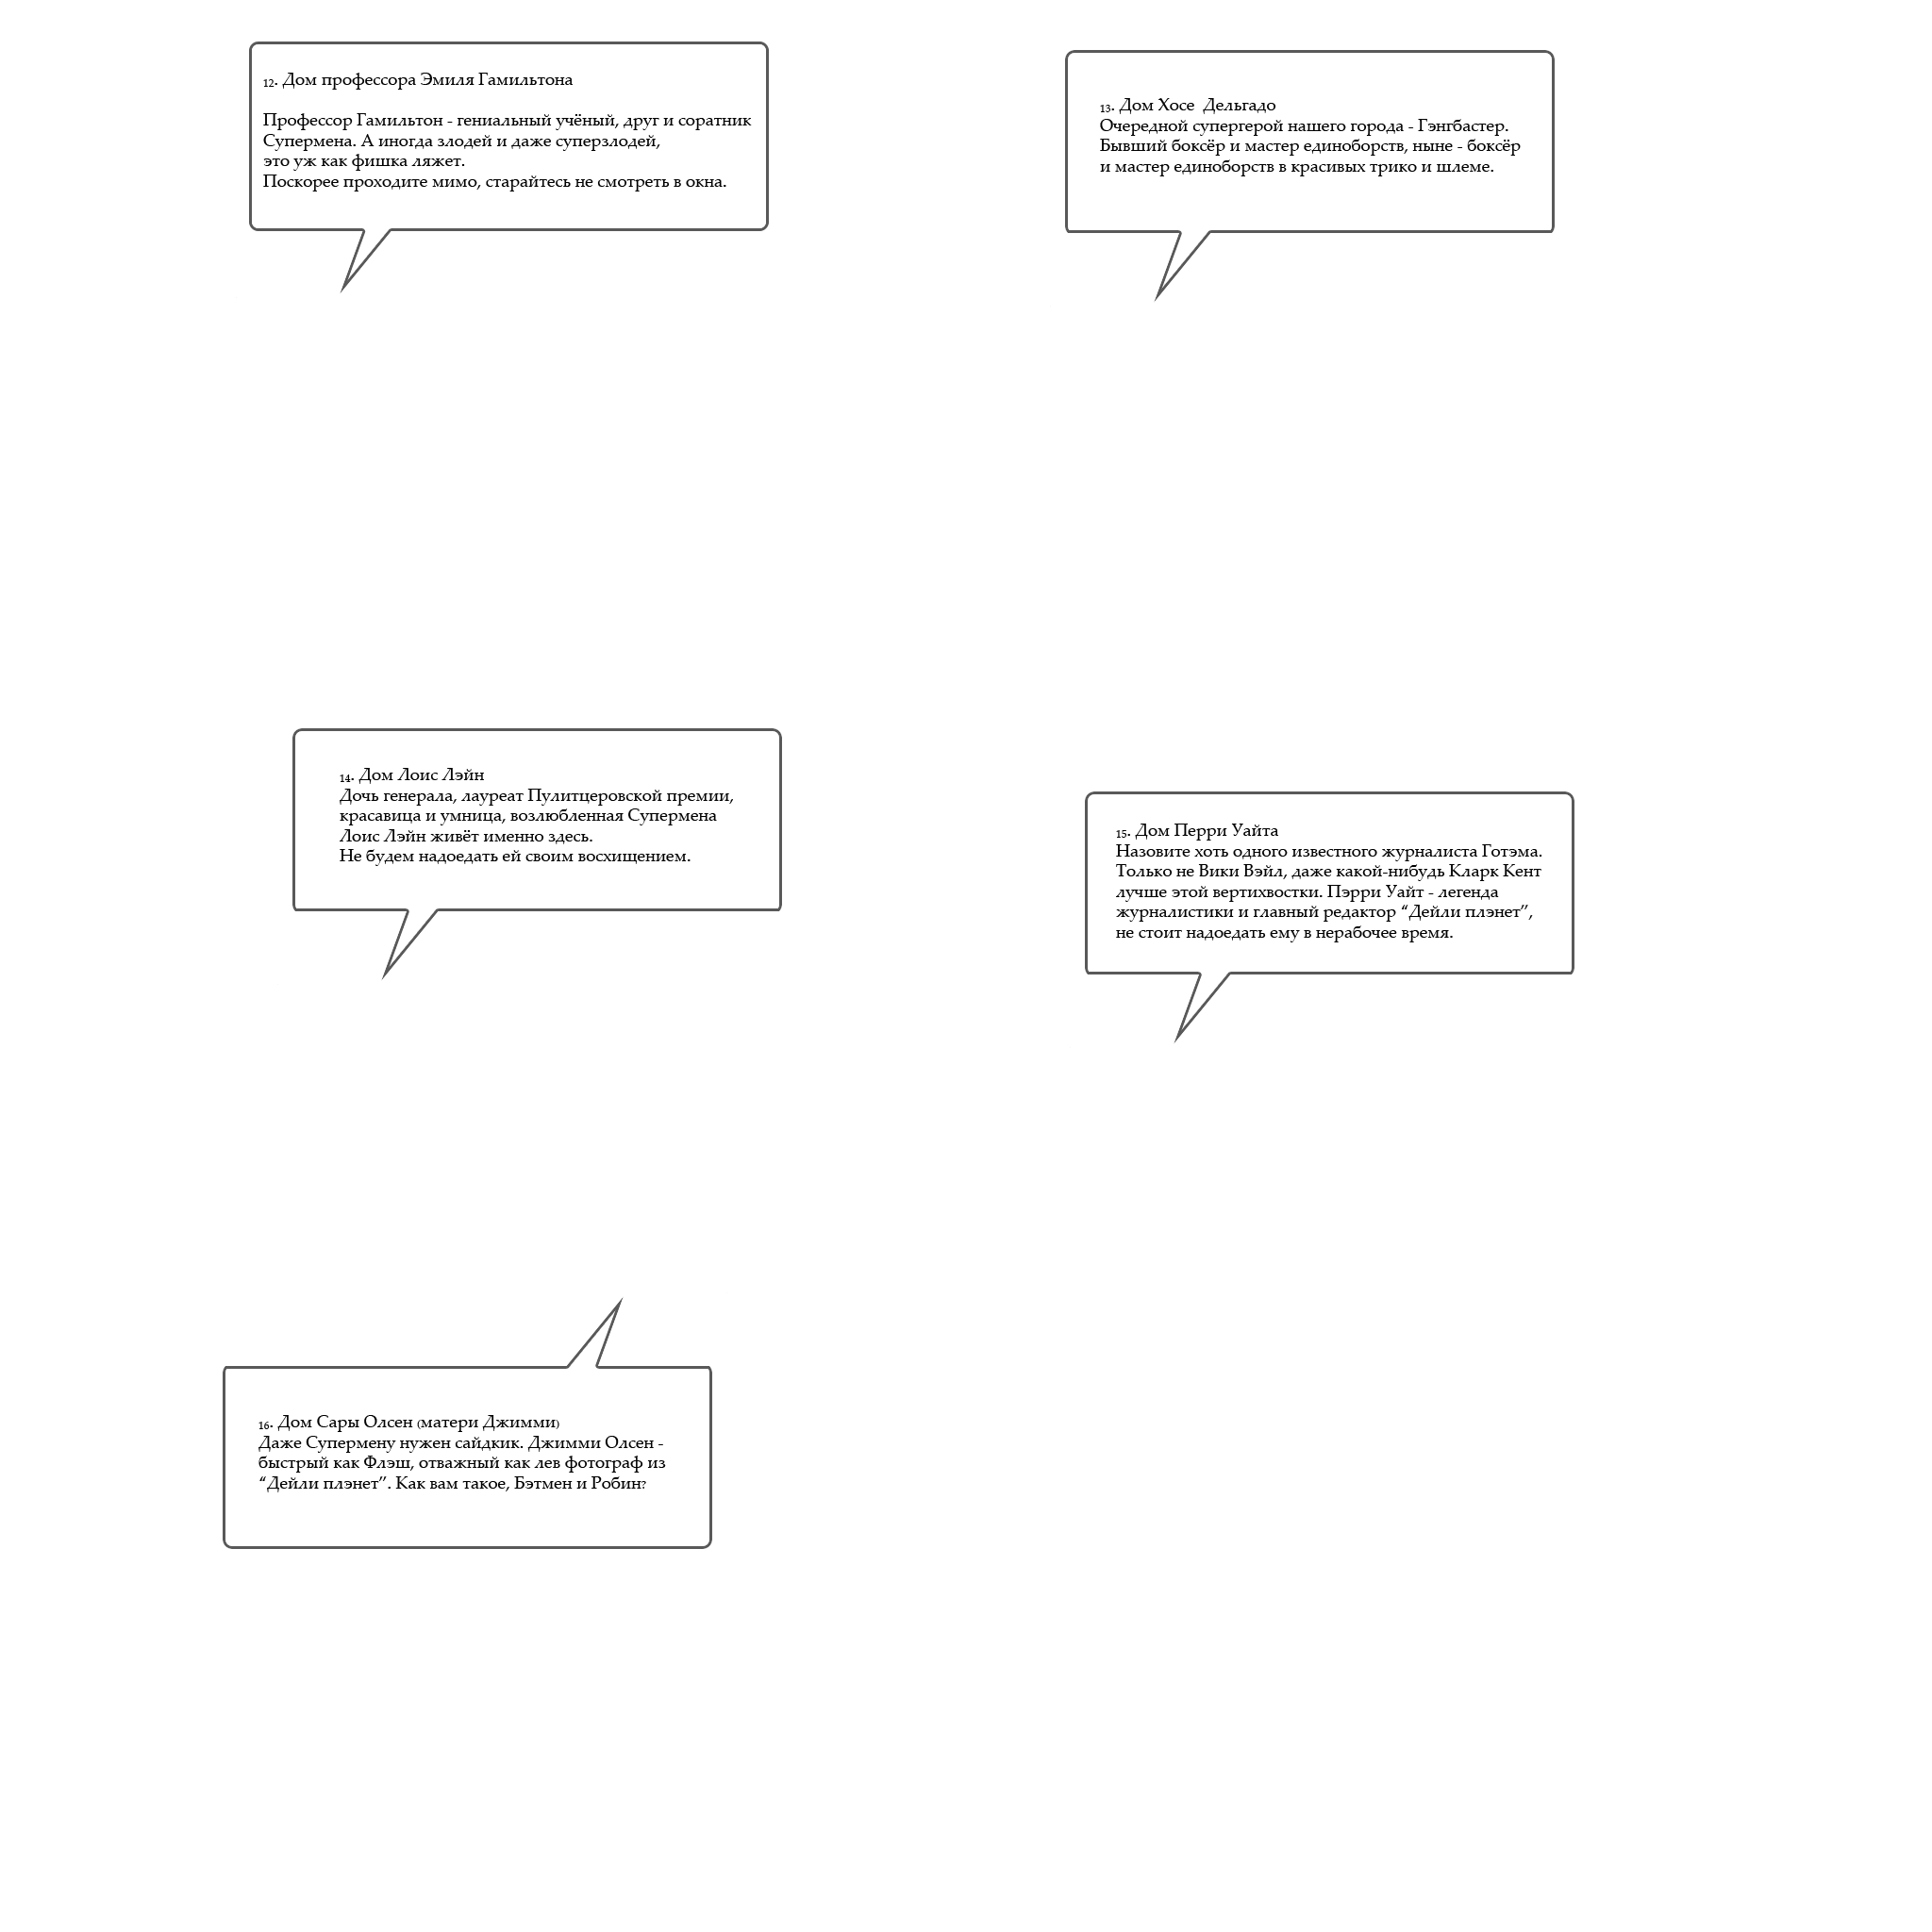 12. Дом профессора Эмиля Гамильтона
Профессор Гамильтон - гениальный учёный, друг и соратник
Супермена. А иногда злодей и даже суперзлодей,
это уж как фишка ляжет.
Поскорее проходите мимо, старайтесь не смотреть в окна.
13. Дом Хосе Дельгадо
Очередной супергерой нашего города - Гэнгбастер.
Бывший боксёр и мастер единоборств, ныне - боксёр
и мастер единоборств в красивых трико и шлеме.
14. Дом Лоис Лэйн
Дочь генерала, лауреат Пулитцеровской премии,
красавица и умница, возлюбленная Супермена
Лоис Лэйн живёт именно здесь.
Не будем надоедать ей своим восхищением.
15. Дом Перри Уайта
Назовите хоть одного известного журналиста Готэма.
Только не Вики Вэйл, даже какой-нибудь Кларк Кент
лучше этой вертихвостки. Пэрри Уайт - легенда
журналистики и главный редактор “Дейли плэнет”,
не стоит надоедать ему в нерабочее время.
16. Дом Сары Олсен (матери Джимми)
Даже Супермену нужен сайдкик. Джимми Олсен -
быстрый как Флэш, отважный как лев фотограф из
“Дейли плэнет”. Как вам такое, Бэтмен и Робин?